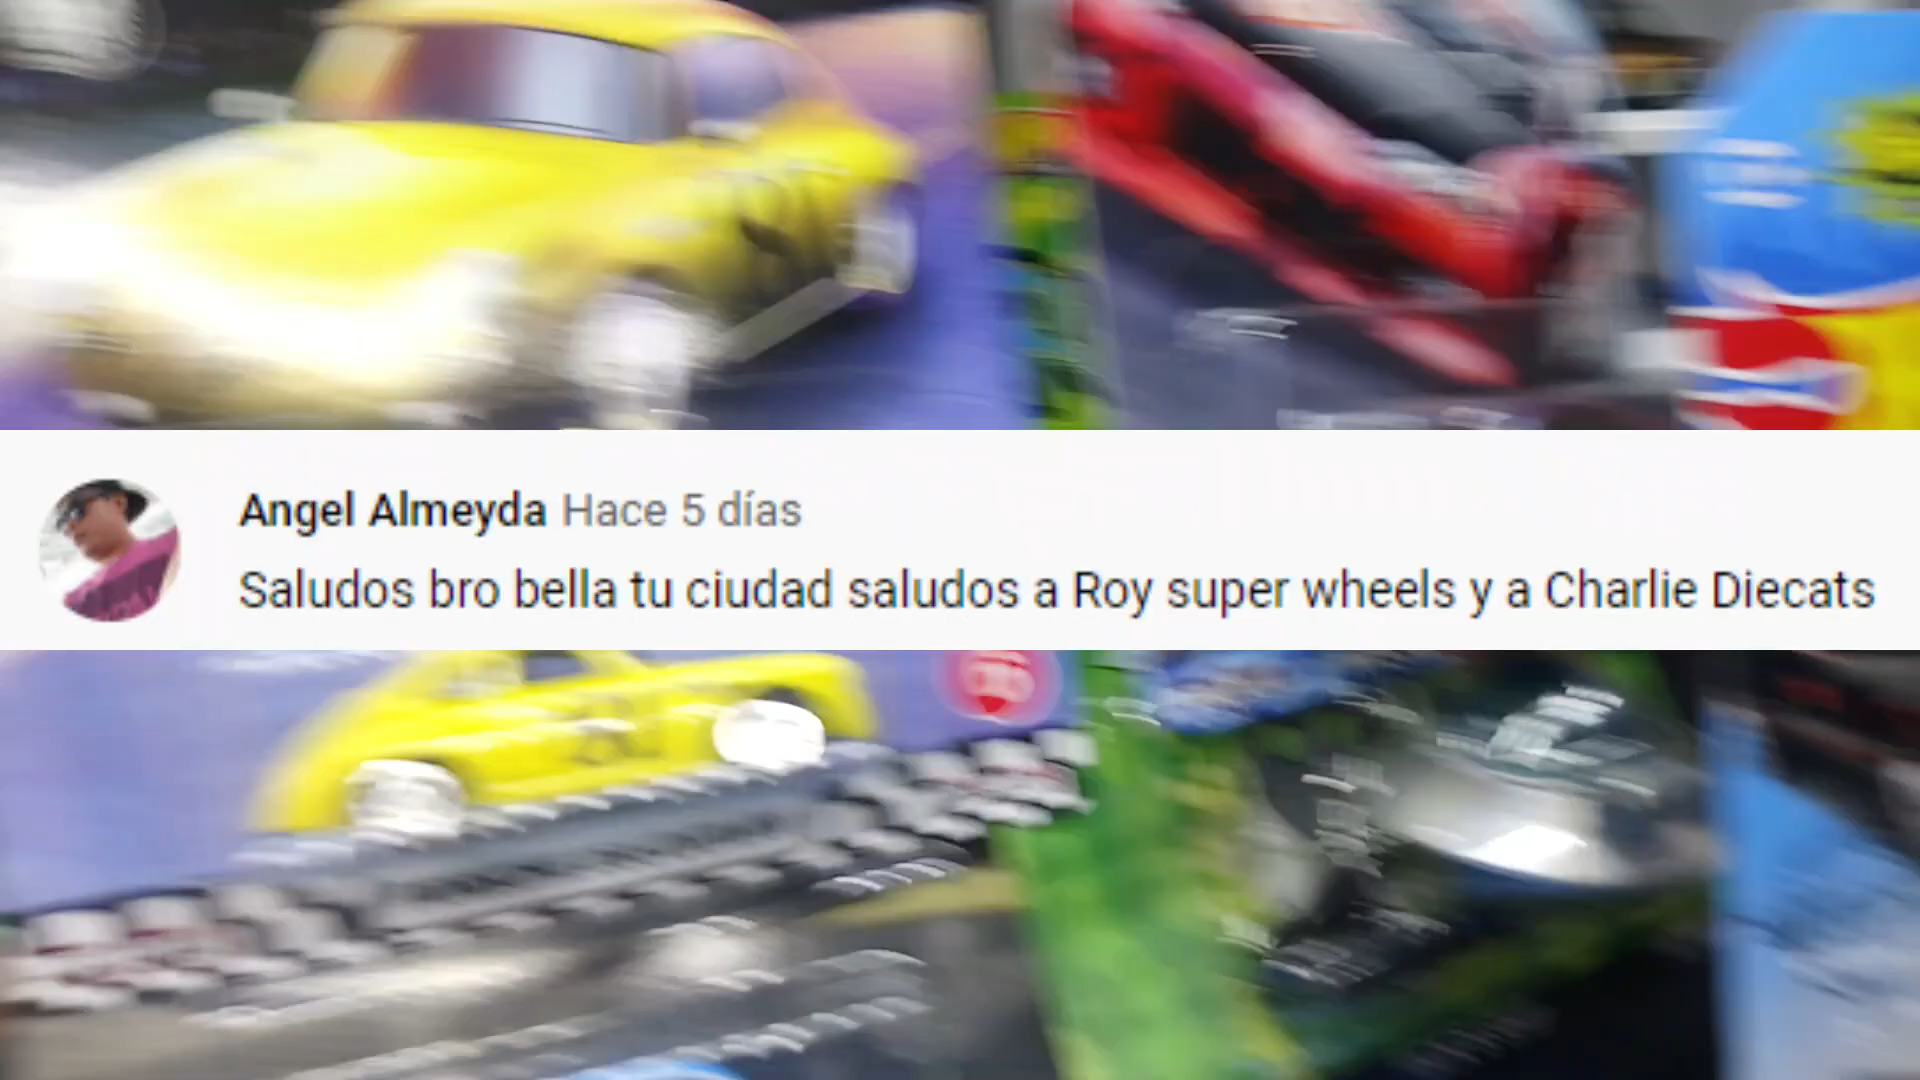 Angel Almeyda Hace 5 días
Saludos bro bella tu ciudad saludos a Roy super wheels y a Charlie Diecats